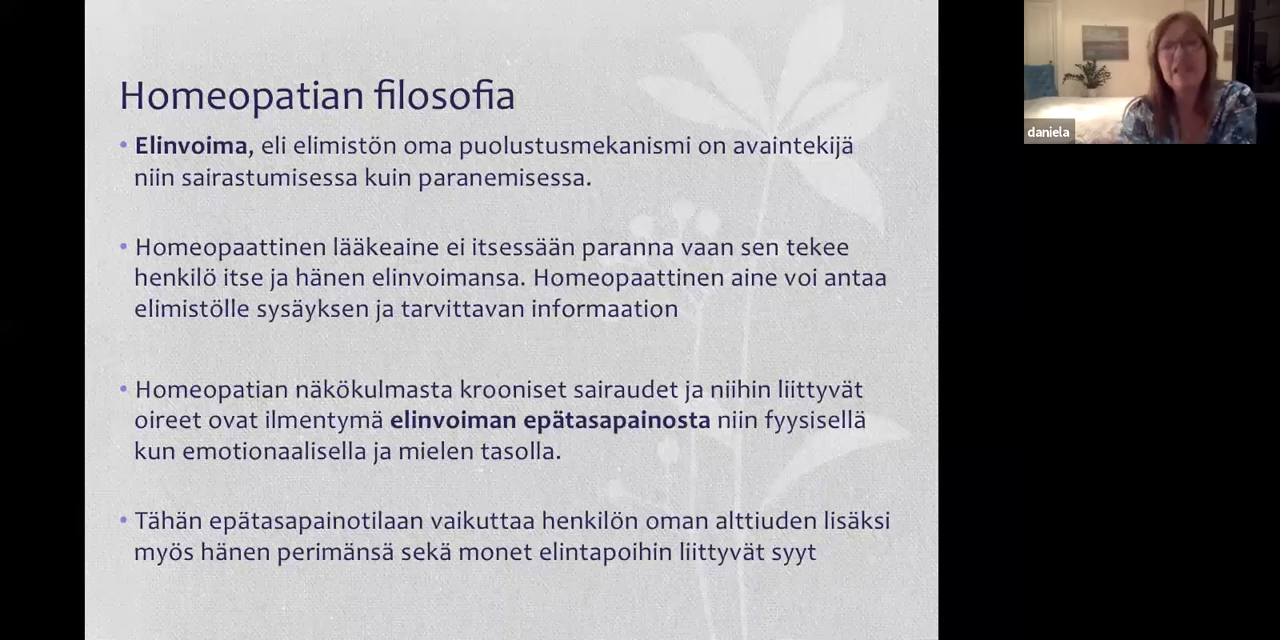 Homeopatian filosofia
• Elinvoima, eli elimistön oma puolustusmekanismi on avaintekijä
niin sairastumisessa kuin paranemisessa.
• Homeopaattinen lääkeaine ei itsessään paranna vaan sen tekee
henkilö itse ja hänen elinvoimansa. Homeopaattinen aine voi antaa
elimistölle sysäyksen ja tarvittavan informaation
• Homeopatian näkökulmasta krooniset sairaudet ja niihin liittyvät
oireet ovat ilmentymä elinvoiman epätasapainosta niin fyysisellä
kun emotionaalisella ja mielen tasolla.
• Tähän epätasapainotilaan vaikuttaa henkilön oman alttiuden lisäksi
myös hänen perimänsä sekä monet elintapoihin liittyvät syyt
daniela